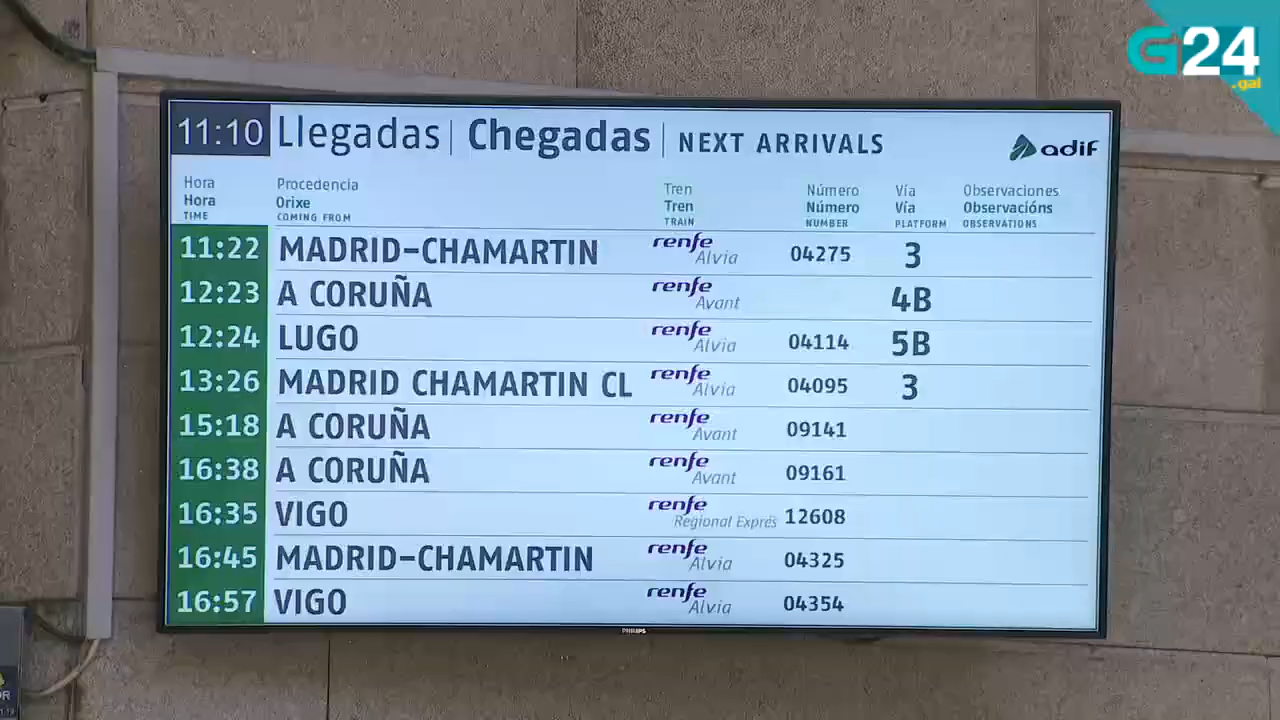 G24
.gal
11:10 Llegadas | Chegadas | NEXT ARRIVALS adif
Hora Procedencia Tren Número Vía Observaciones
Hora Orixe Tren Número Vía Observacións
TIME COMING FROM TRAIN NUMBER PLATFORM OBSERVATIONS
11:22 MADRID-CHAMARTIN renfe Alvia 04275 3
12:23 A CORUÑA renfe Avant 4B
12:24 LUGO renfe Alvia 04114 5B
13:26 MADRID CHAMARTIN CL renfe Alvia 04095 3
15:18 A CORUÑA renfe Avant 09141
16:38 A CORUÑA renfe Avant 09161
16:35 VIGO renfe Regional Exprés 12608
16:45 MADRID-CHAMARTIN renfe Alvia 04325
16:57 VIGO renfe Alvia 04354
PHILIPS